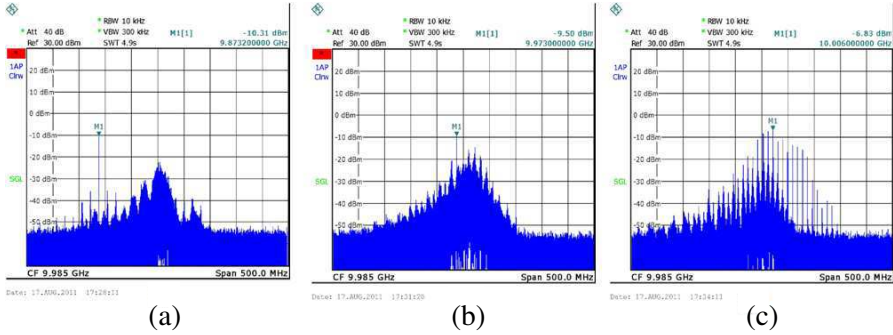 * RBW 10 kHz
Att 40 dB * VBW 300 kHz M1[1] -10.31 dBm
Ref 30.00 dBm SWT 4.9s 9.873200000 GHz
1AP
Clrw
20 dBm
10 dBm
0 dBm
-10 dBm
M1
-20 dBm
-30 dBm
SGL
-40 dBm
-50 dBm
CF 9.985 GHz Span 500.0 MHz
Date: 17.AUG.2011 17:28:11
(a)
* RBW 10 kHz
* Att 40 dB * VBW 300 kHz M1[1] -9.50 dBm
Ref 30.00 dBm SWT 4.9s 9.973000000 GHz
1AP
Clrw
20 dBm
10 dBm
0 dBm
-10 dBm
M1
-20 dBm
-30 dBm
SGL
-40 dBm
-50 dBm
CF 9.985 GHz Span 500.0 MHz
Date: 17.AUG.2011 17:31:20
(b)
* RBW 10 kHz
* Att 40 dB * VBW 300 kHz M1[1] -6.83 dBm
Ref 30.00 dBm SWT 4.9s 10.006000000 GHz
1AP
Clrw
20 dBm
10 dBm
0 dBm
M1
-10 dBm
-20 dBm
-30 dBm
SGL
-40 dBm
-50 dBm
CF 9.985 GHz Span 500.0 MHz
Date: 17.AUG.2011 17:34:11
(c)